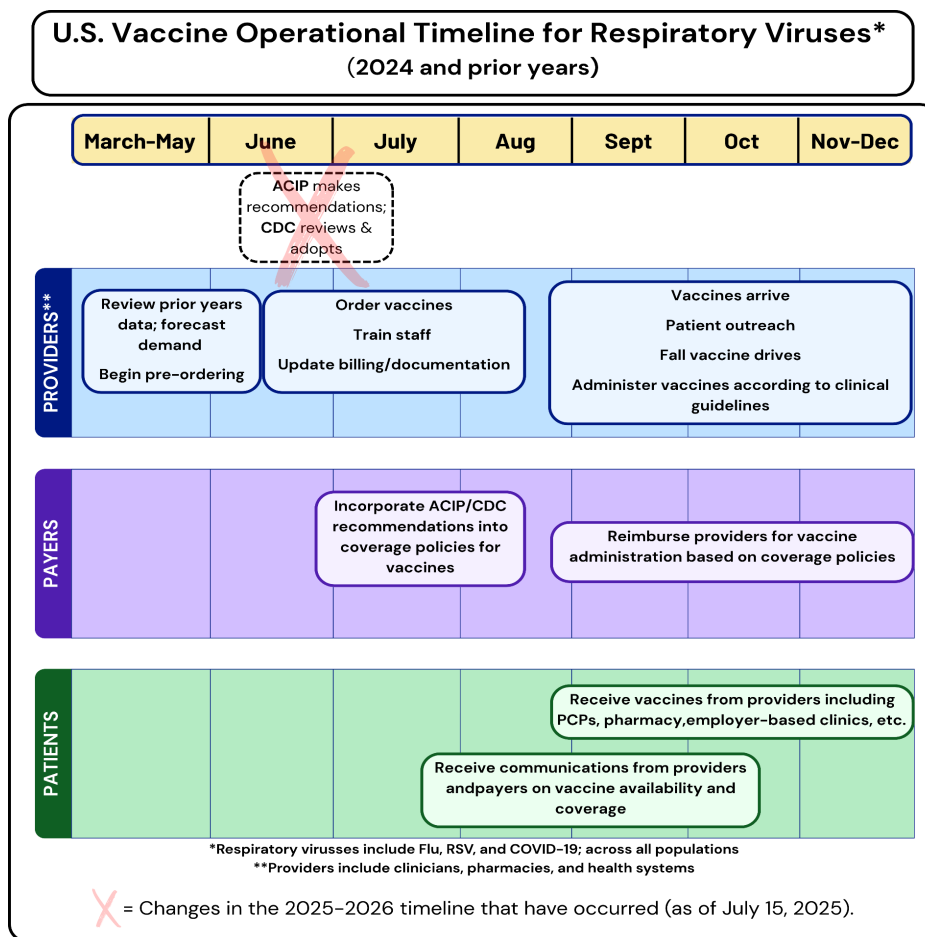 U.S. Vaccine Operational Timeline for Respiratory Viruses*
(2024 and prior years)
March-May June July Aug Sept Oct Nov-Dec
ACIP makes
recommendations;
CDC reviews &
adopts
PROVIDERS**
Review prior years
data; forecast
demand
Begin pre-ordering
Order vaccines
Train staff
Update billing/documentation
Vaccines arrive
Patient outreach
Fall vaccine drives
Administer vaccines according to clinical
guidelines
PAYERS
Incorporate ACIP/CDC
recommendations into
coverage policies for
vaccines
Reimburse providers for vaccine
administration based on coverage policies
PATIENTS
Receive vaccines from providers including
PCPs, pharmacy,employer-based clinics, etc.
Receive communications from providers
andpayers on vaccine availability and
coverage
*Respiratory viruses include Flu, RSV, and COVID-19; across all populations
**Providers include clinicians, pharmacies, and health systems
= Changes in the 2025-2026 timeline that have occurred (as of July 15, 2025).